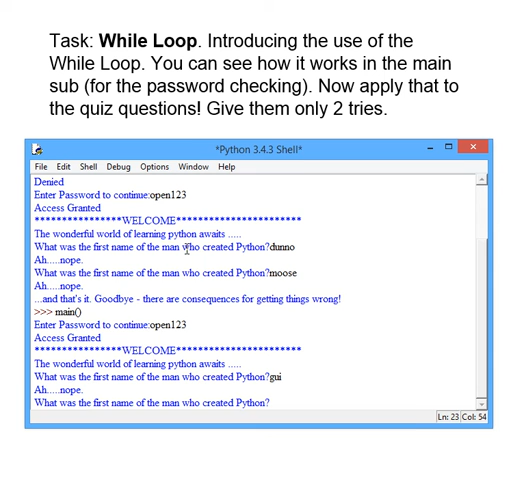 Task: While Loop. Introducing the use of the
While Loop. You can see how it works in the main
sub (for the password checking). Now apply that to
the quiz questions! Give them only 2 tries.
*Python 3.4.3 Shell*
File Edit Shell Debug Options Window Help
Denied
Enter Password to continue:open123
Access Granted
****************WELCOME***********************
The wonderful world of learning python awaits .....
What was the first name of the man who created Python?dunno
Ah.....nope.
What was the first name of the man who created Python?moose
Ah.....nope.
...and that's it. Goodbye - there are consequences for getting things wrong!
>>> main()
Enter Password to continue:open123
Access Granted
****************WELCOME***********************
The wonderful world of learning python awaits .....
What was the first name of the man who created Python?gui
Ah.....nope.
What was the first name of the man who created Python?
Ln: 23 Col: 54